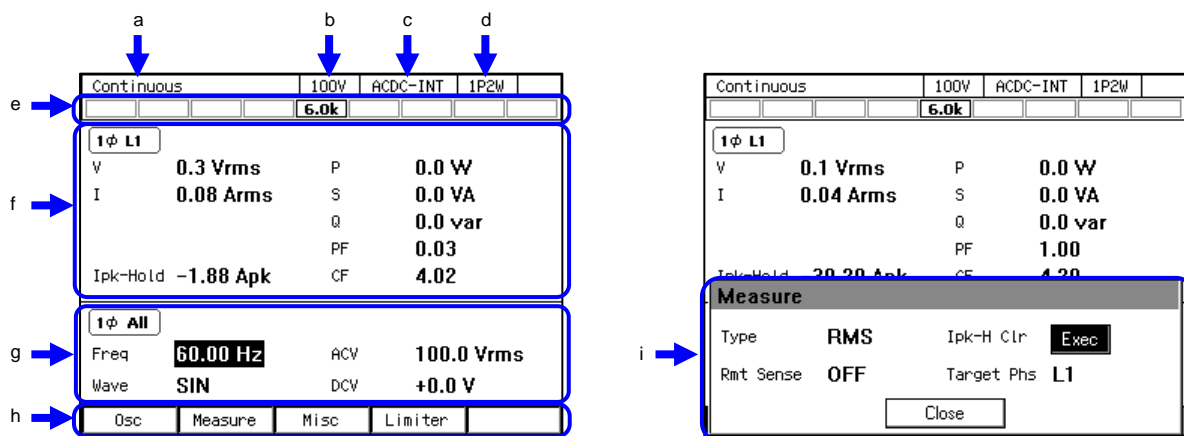 a b c d
Continuous 100V ACDC-INT 1P2W
e
6.0k
1φ L1
V 0.3 Vrms P 0.0 W
f
I 0.08 Arms S 0.0 VA
Q 0.0 var
PF 0.03
Ipk-Hold -1.88 Apk CF 4.02
1φ All
g
Freq 60.00 Hz ACV 100.0 Vrms
Wave SIN DCV +0.0 V
h
Osc Measure Misc Limiter
Continuous 100V ACDC-INT 1P2W
6.0k
1φ L1
V 0.1 Vrms P 0.0 W
I 0.04 Arms S 0.0 VA
Q 0.0 var
PF 1.00
Ipk-Hold Apk CF
Measure
i
Type RMS Ipk-H Clr Exec
Rmt Sense OFF Target Phs L1
Close